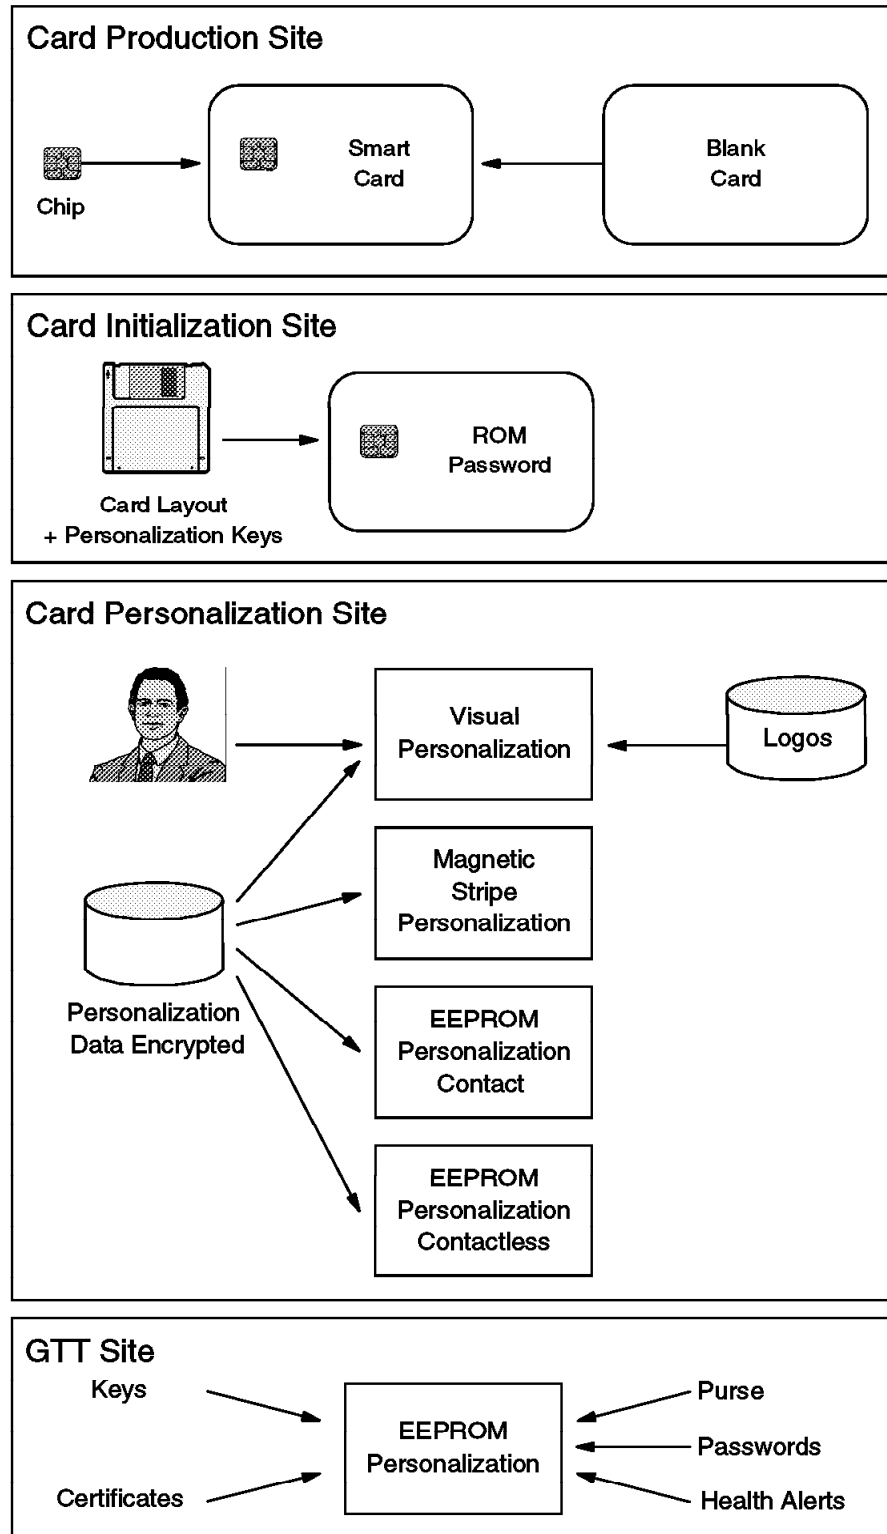 Card Production Site
Chip
Smart
Card
Blank
Card
Card Initialization Site
Card Layout
+ Personalization Keys
ROM
Password
Card Personalization Site
Visual
Personalization
Logos
Magnetic
Stripe
Personalization
Personalization
Data Encrypted
EEPROM
Personalization
Contact
EEPROM
Personalization
Contactless
GTT Site
Keys
Certificates
EEPROM
Personalization
Purse
Passwords
Health Alerts